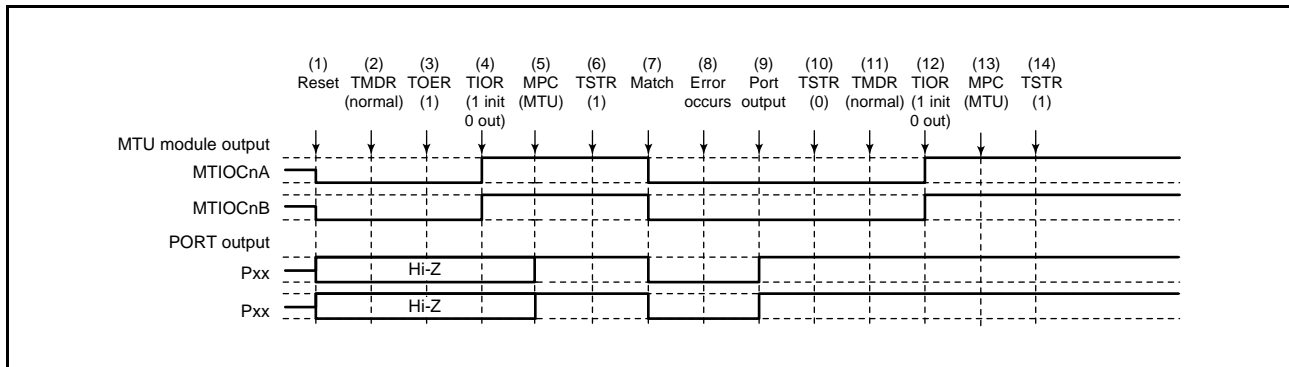 (1) (2) (3) (4) (5) (6) (7) (8) (9) (10) (11) (12) (13) (14)
Reset TMDR TOER TIOR MPC TSTR Match Error Port TSTR TMDR TIOR MPC TSTR
(normal) (1) (1 init (MTU) (1) occurs output (0) (normal) (1 init (MTU) (1)
0 out) 0 out)
MTU module output
MTIOCnA
MTIOCnB
PORT output
Pxx Hi-Z
Pxx Hi-Z